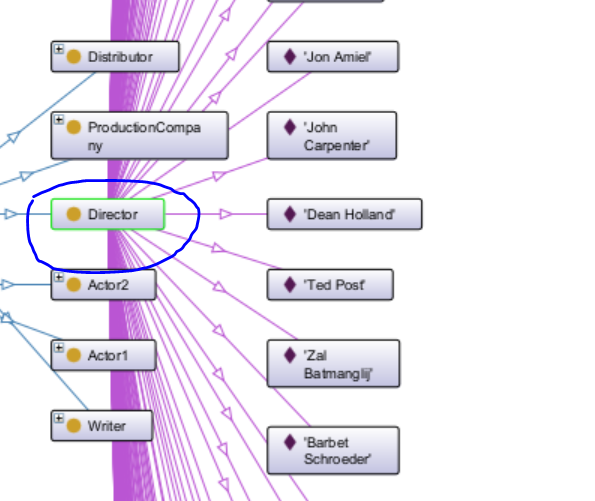 Distributor
'Jon Amiel'
ProductionCompa
ny
'John
Carpenter'
Director
'Dean Holland'
Actor2
'Ted Post'
Actor1
'Zal
Batmanglij'
Writer
'Barbet
Schroeder'